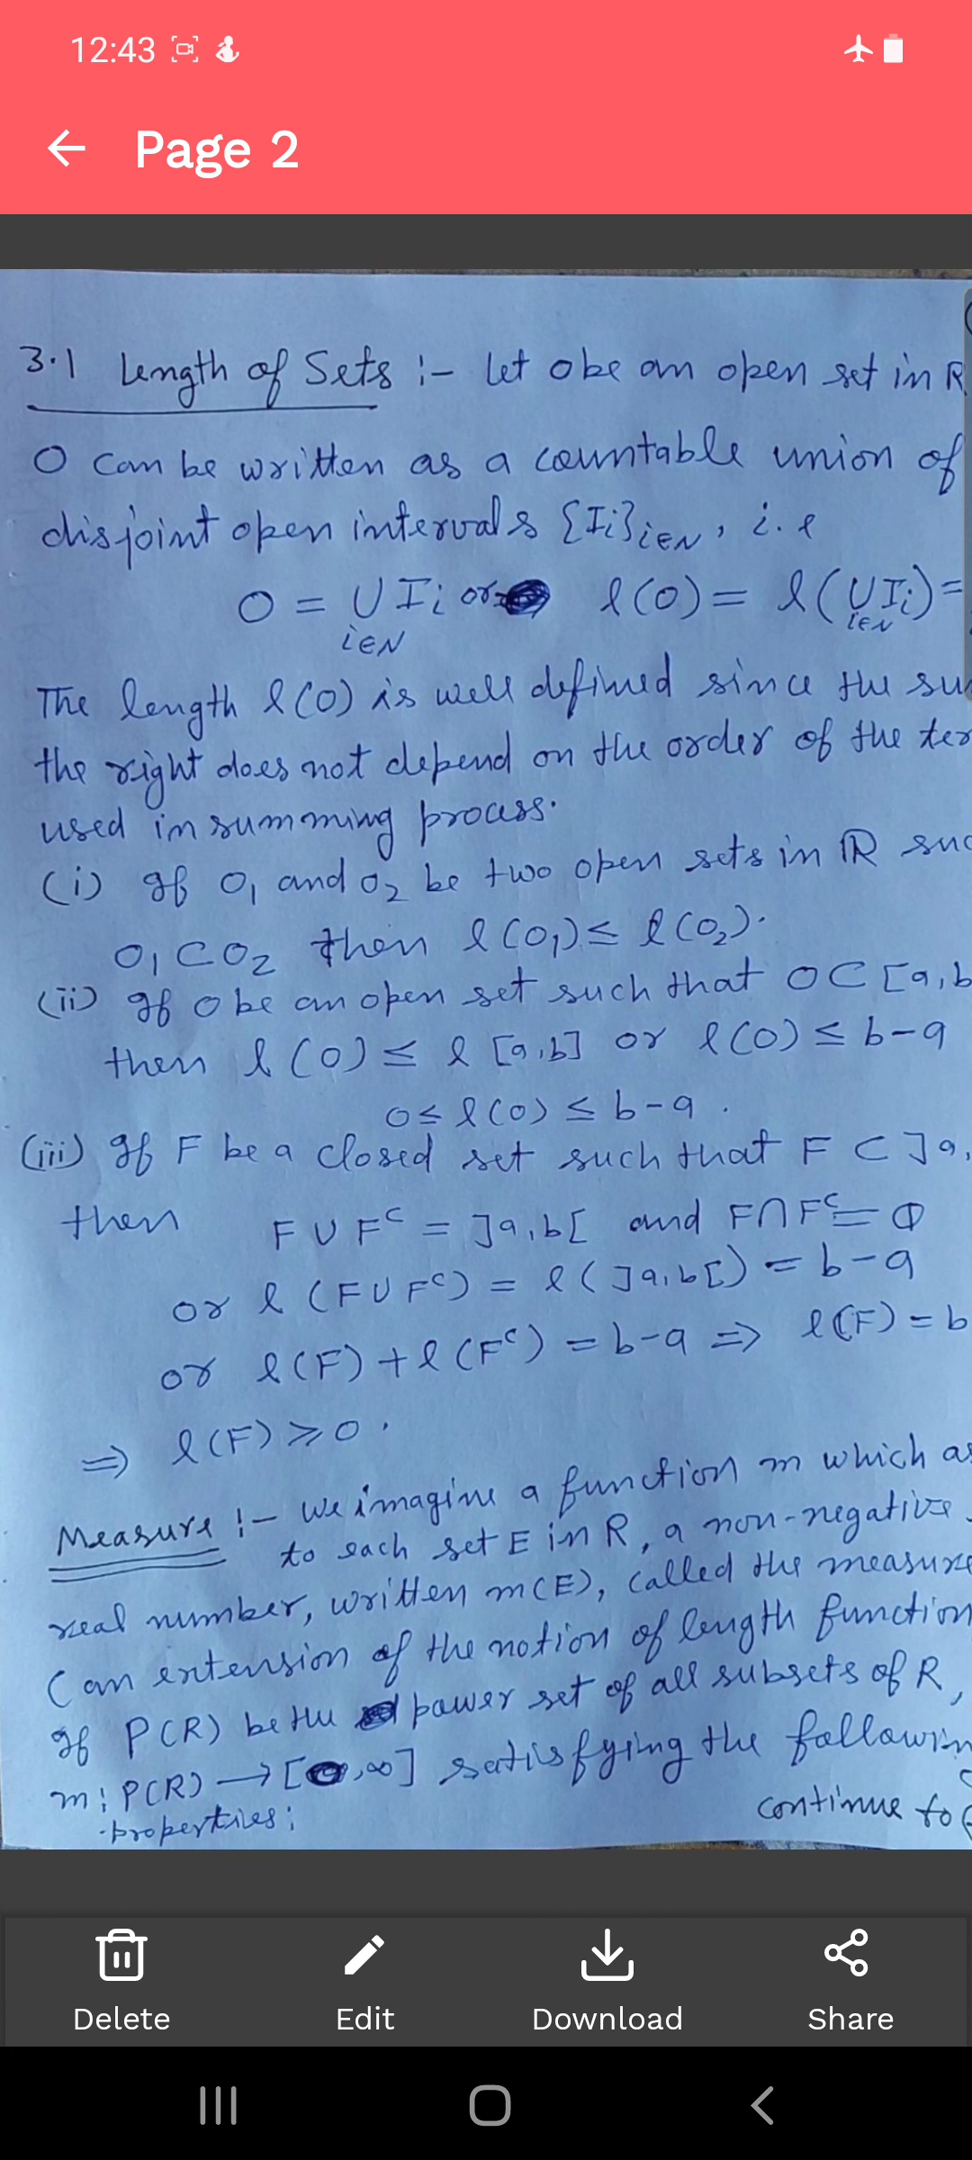 12:43
Page 2
3.1 Length of Sets :- Let O be an open set in R
O can be written as a countable union of
disjoint open intervals {Ii}i∈N, i.e
O = ∪ Ii or l(O) = l(∪Ii) =
i∈N i∈N
The length l(O) is well defined since the su
the right does not depend on the order of the ter
used in summing process.
(i) If O1 and O2 be two open sets in R suc
O1 ⊂ O2 then l(O1) ≤ l(O2).
(ii) If O be an open set such that O ⊂ [a,b
then l(O) ≤ l[a,b] or l(O) ≤ b-a
0 ≤ l(O) ≤ b-a .
(iii) If F be a closed set such that F ⊂ ]a,
then F ∪ F^c = ]a,b[ and F∩F^c = Φ
or l(F∪F^c) = l(]a,b[) = b-a
or l(F) + l(F^c) = b-a ⇒ l(F) = b
⇒ l(F) ⩾ 0 .
Measure :- we imagine a function m which as
to each set E in R, a non-negative
real number, written m(E), called the measure
(an extension of the notion of length function
If P(R) be the power set of all subsets of R,
m: P(R) → [0,∞] satisfying the followin
properties:
continue to
Delete Edit Download Share